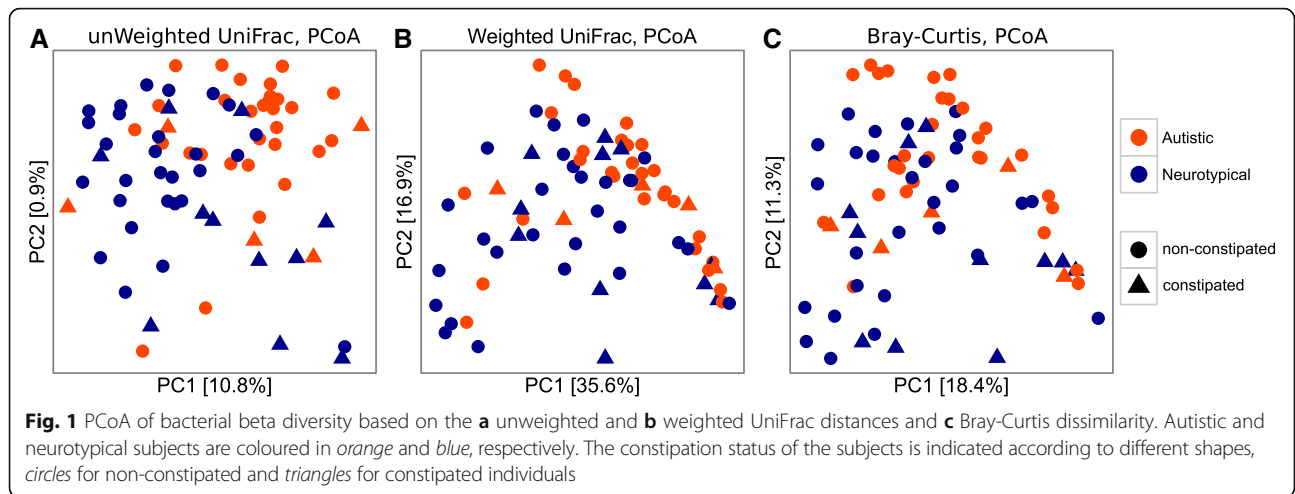 A unWeighted UniFrac, PCoA
PC2 [0.9%]
PC1 [10.8%]
B Weighted UniFrac, PCoA
PC2 [16.9%]
PC1 [35.6%]
C Bray-Curtis, PCoA
PC2 [11.3%]
PC1 [18.4%]
Autistic
Neurotypical
non-constipated
constipated
Fig. 1 PCoA of bacterial beta diversity based on the a unweighted and b weighted UniFrac distances and c Bray-Curtis dissimilarity. Autistic and
neurotypical subjects are coloured in orange and blue, respectively. The constipation status of the subjects is indicated according to different shapes,
circles for non-constipated and triangles for constipated individuals